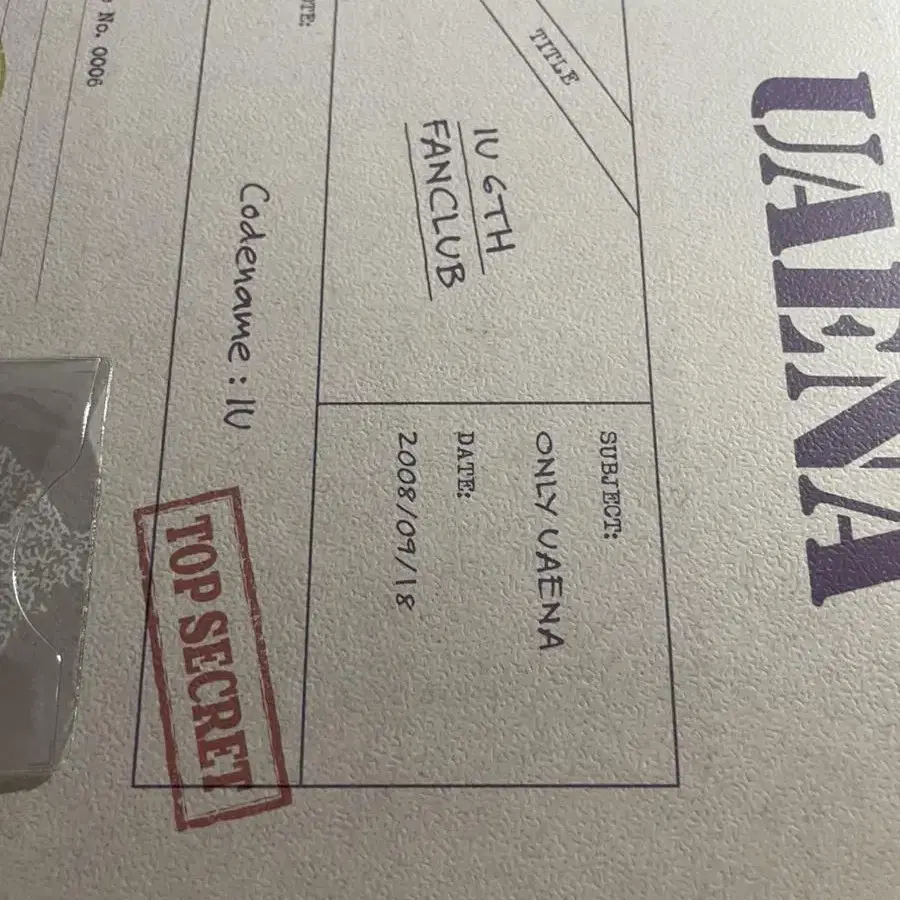 UAENA
TITLE
IU 6TH
FANCLUB
SUBJECT:
ONLY UAENA
DATE:
2008/09/18
Codename : IU
TOP SECRET
No. 0006